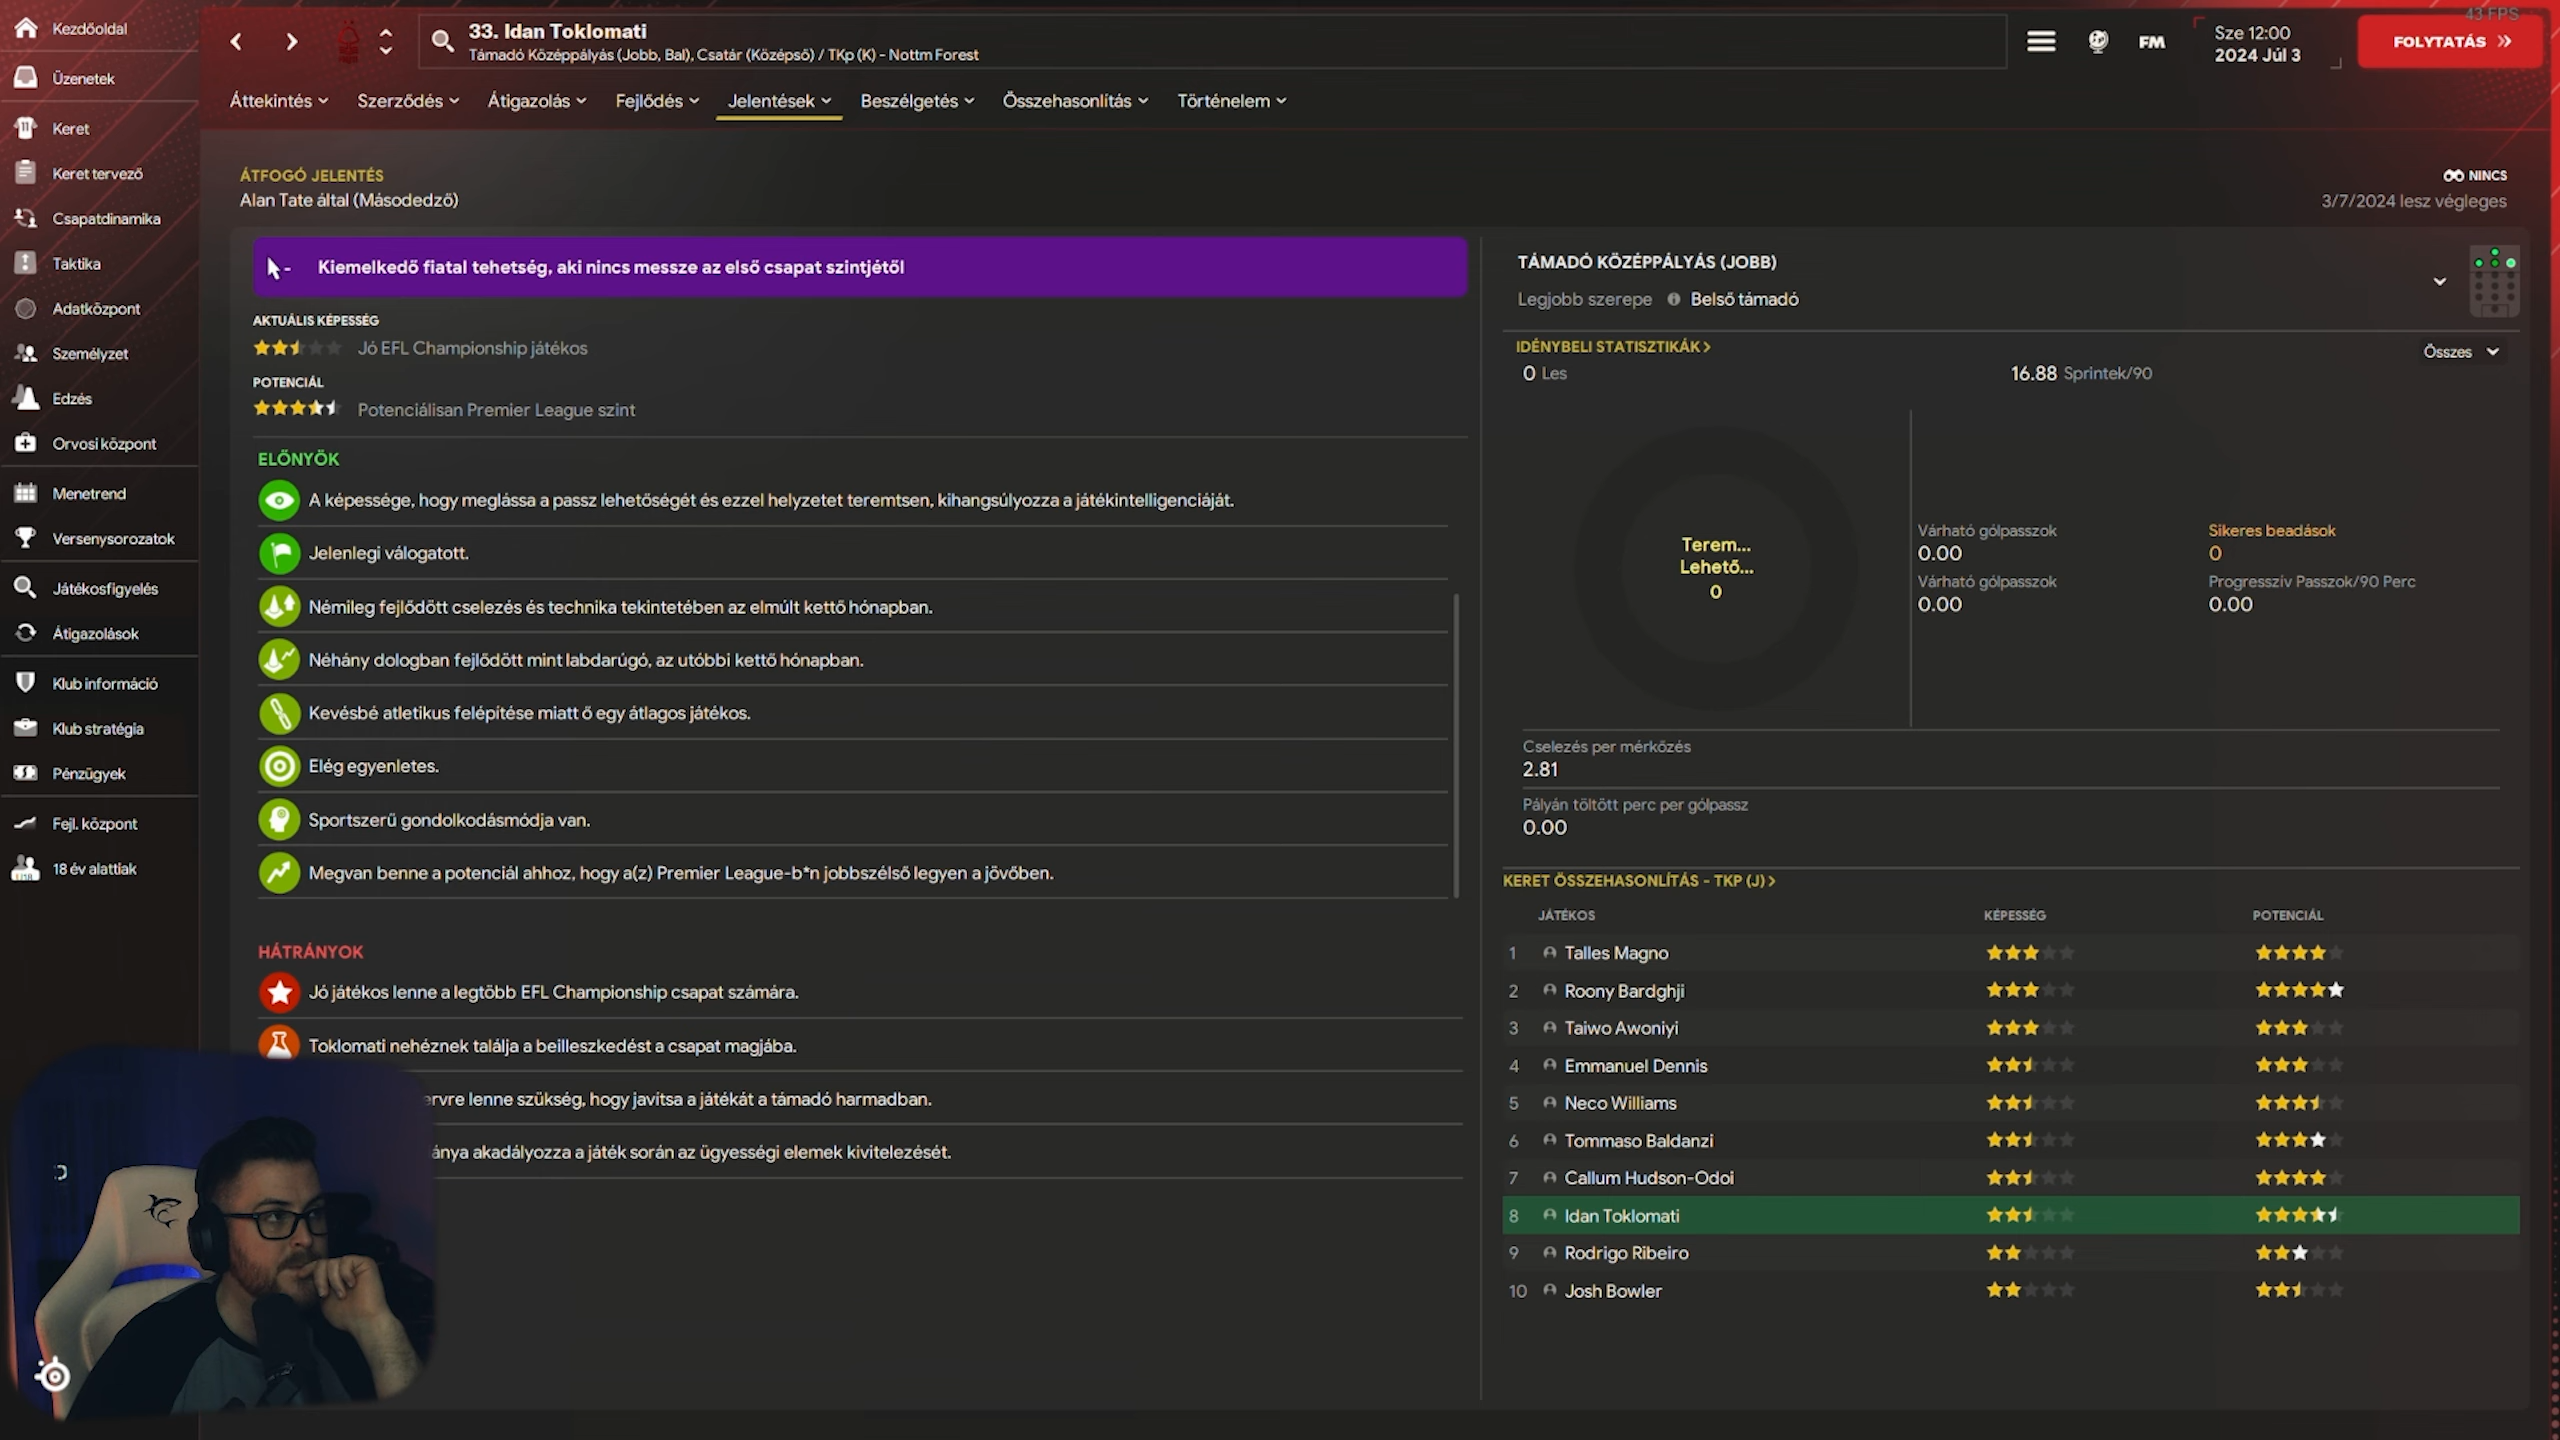 Kezdőoldal
Üzenetek
Keret
Keret tervező
Csapatdinamika
Taktika
Adatközpont
Személyzet
Edzés
Orvosi központ
Menetrend
Versenysorozatok
Játékosfigyelés
Átigazolások
Klub információ
Klub stratégia
Pénzügyek
Fejl. központ
18 év alattiak
33. Idan Toklomati
Támadó Középpályás (Jobb, Bal), Csatár (Középső) / TKp (K) - Nottm Forest
FM
Sze 12:00
2024 Júl 3
43 FPS
FOLYTATÁS
Áttekintés
Szerződés
Átigazolás
Fejlődés
Jelentések
Beszélgetés
Összehasonlítás
Történelem
ÁTFOGÓ JELENTÉS
Alan Tate által (Másodedző)
NINCS
3/7/2024 lesz végleges
- Kiemelkedő fiatal tehetség, aki nincs messze az első csapat szintjétől
AKTUÁLIS KÉPESSÉG
Jó EFL Championship játékos
POTENCIÁL
Potenciálisan Premier League szint
ELŐNYÖK
A képessége, hogy meglássa a passz lehetőségét és ezzel helyzetet teremtsen, kihangsúlyozza a játékintelligenciáját.
Jelenlegi válogatott.
Némileg fejlődött cselezés és technika tekintetében az elmúlt kettő hónapban.
Néhány dologban fejlődött mint labdarúgó, az utóbbi kettő hónapban.
Kevésbé atletikus felépítése miatt ő egy átlagos játékos.
Elég egyenletes.
Sportszerű gondolkodásmódja van.
Megvan benne a potenciál ahhoz, hogy a(z) Premier League-b*n jobbszélső legyen a jövőben.
HÁTRÁNYOK
Jó játékos lenne a legtöbb EFL Championship csapat számára.
Toklomati nehéznek találja a beilleszkedést a csapat magjába.
ervre lenne szükség, hogy javítsa a játékát a támadó harmadban.
ánya akadályozza a játék során az ügyességi elemek kivitelezését.
TÁMADÓ KÖZÉPPÁLYÁS (JOBB)
Legjobb szerepe Belső támadó
IDÉNYBELI STATISZTIKÁK
Összes
0 Les
16.88 Sprintek/90
Terem...
Lehető...
0
Várható gólpasszok
0.00
Sikeres beadások
0
Várható gólpasszok
0.00
Progresszív Passzok/90 Perc
0.00
Cselezés per mérkőzés
2.81
Pályán töltött perc per gólpassz
0.00
KERET ÖSSZEHASONLÍTÁS - TKP (J)
JÁTÉKOS KÉPESSÉG POTENCIÁL
1 Talles Magno
2 Roony Bardghji
3 Taiwo Awoniyi
4 Emmanuel Dennis
5 Neco Williams
6 Tommaso Baldanzi
7 Callum Hudson-Odoi
8 Idan Toklomati
9 Rodrigo Ribeiro
10 Josh Bowler